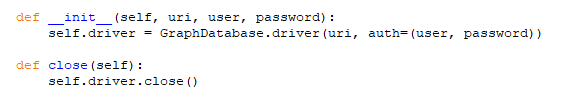 def __init__(self, uri, user, password):
    self.driver = GraphDatabase.driver(uri, auth=(user, password))

def close(self):
    self.driver.close()